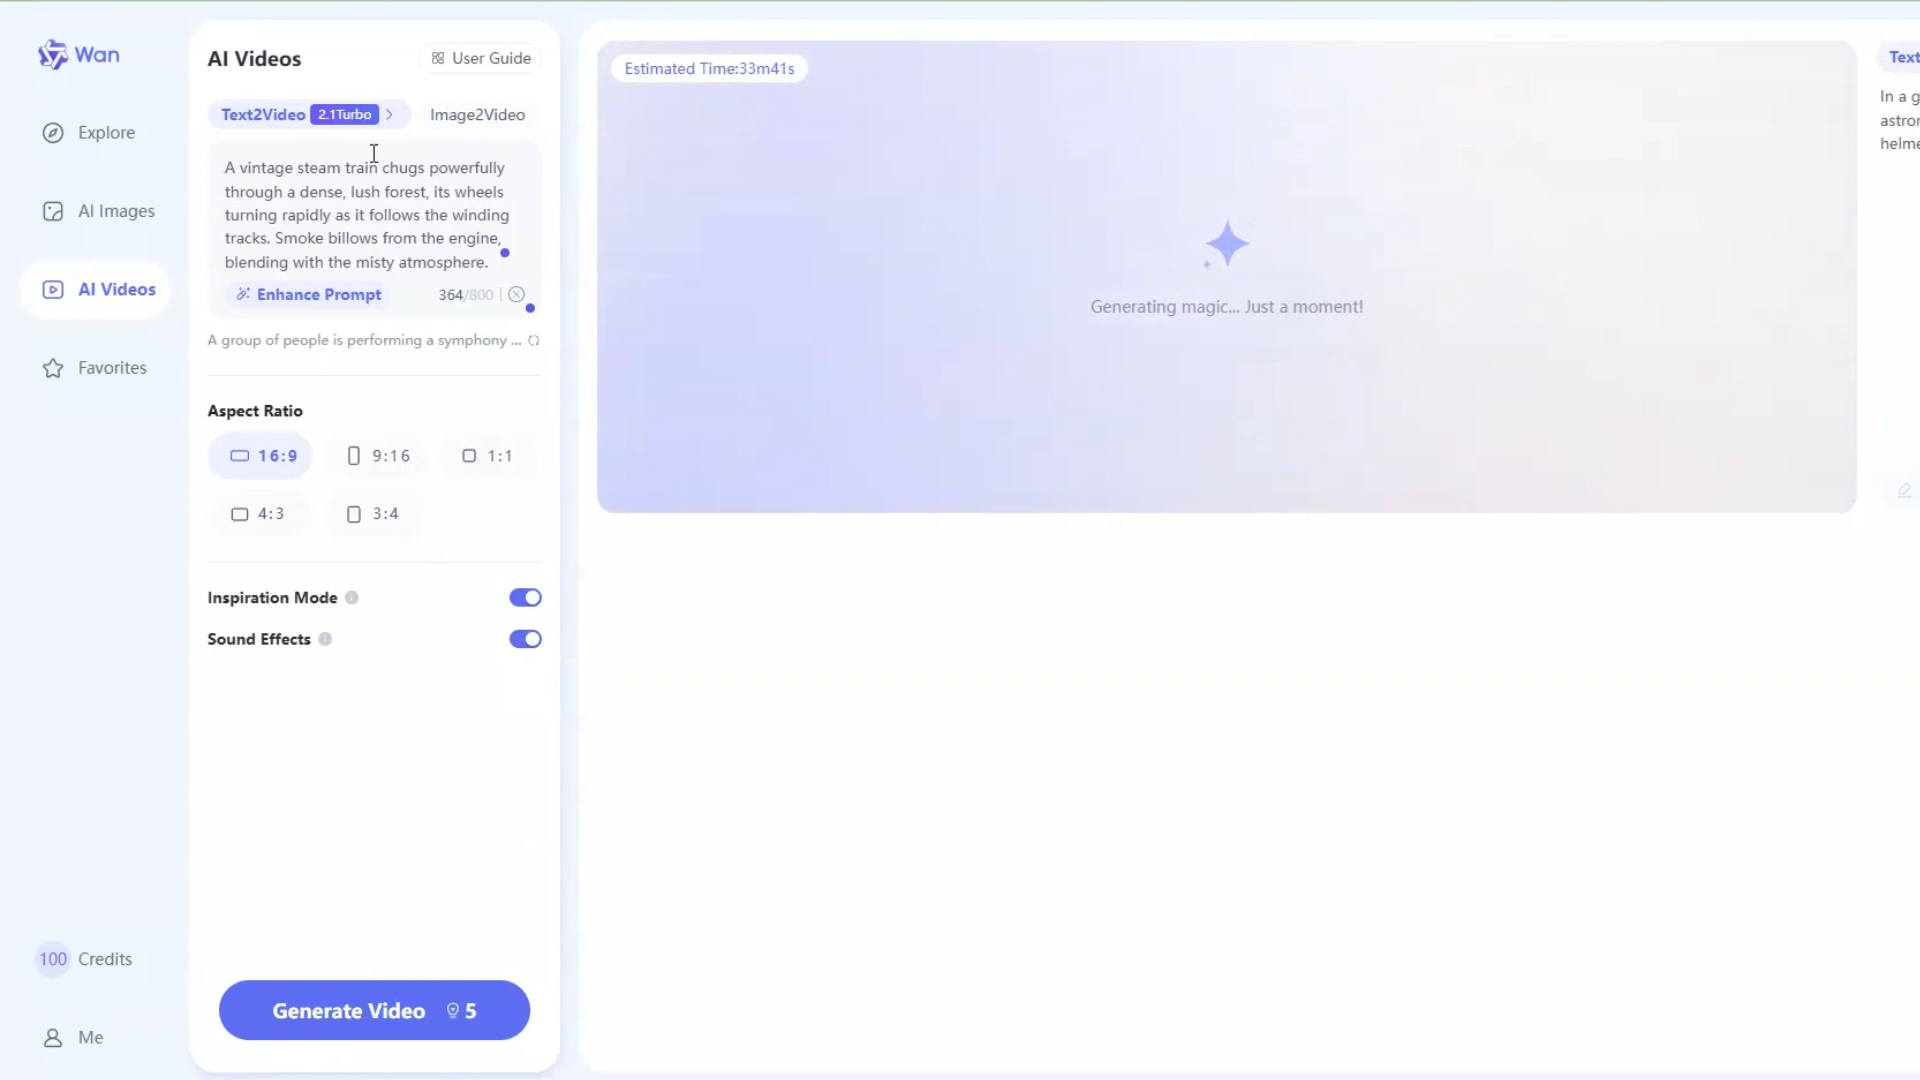 Wan
Explore
AI Images
AI Videos
Favorites
100 Credits
Me
AI Videos
User Guide
Text2Video 2.1Turbo
Image2Video
A vintage steam train chugs powerfully
through a dense, lush forest, its wheels
turning rapidly as it follows the winding
tracks. Smoke billows from the engine,
blending with the misty atmosphere.
Enhance Prompt
364/800
A group of people is performing a symphony ...
Aspect Ratio
16:9
9:16
1:1
4:3
3:4
Inspiration Mode
Sound Effects
Generate Video 5
Estimated Time:33m41s
Generating magic... Just a moment!
Text
In a g
astron
helme